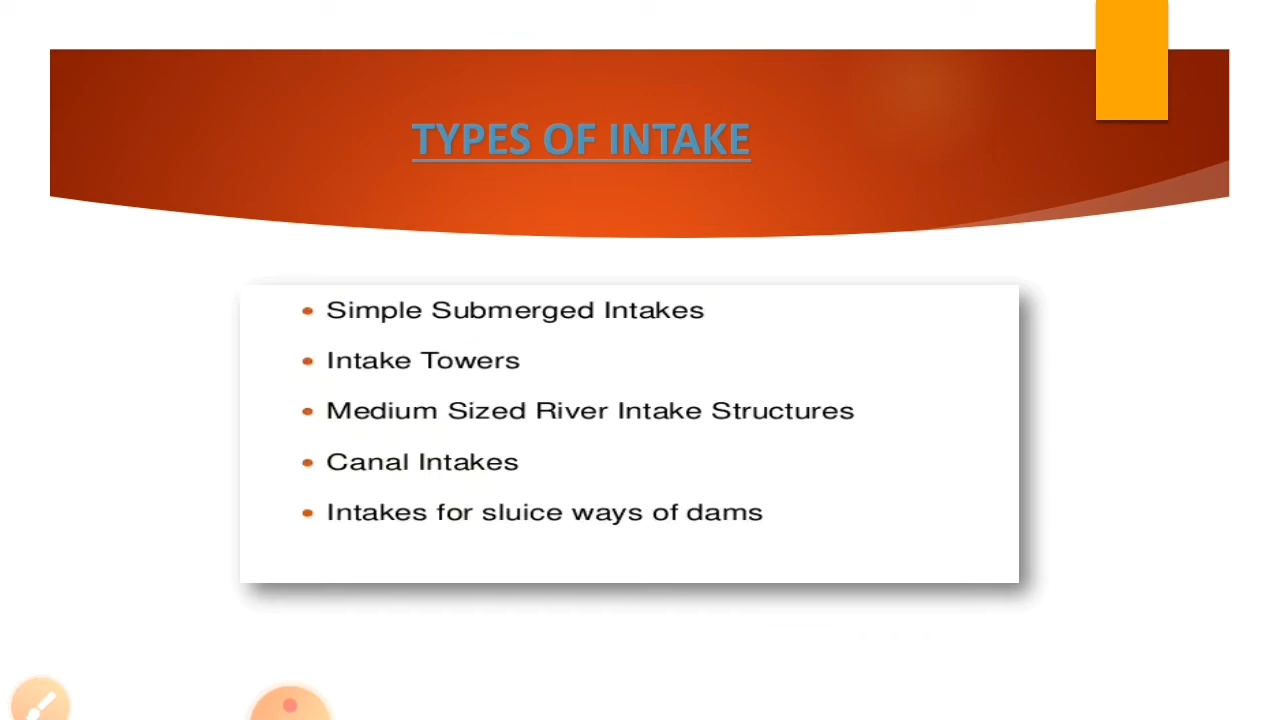 TYPES OF INTAKE
• Simple Submerged Intakes
• Intake Towers
• Medium Sized River Intake Structures
• Canal Intakes
• Intakes for sluice ways of dams